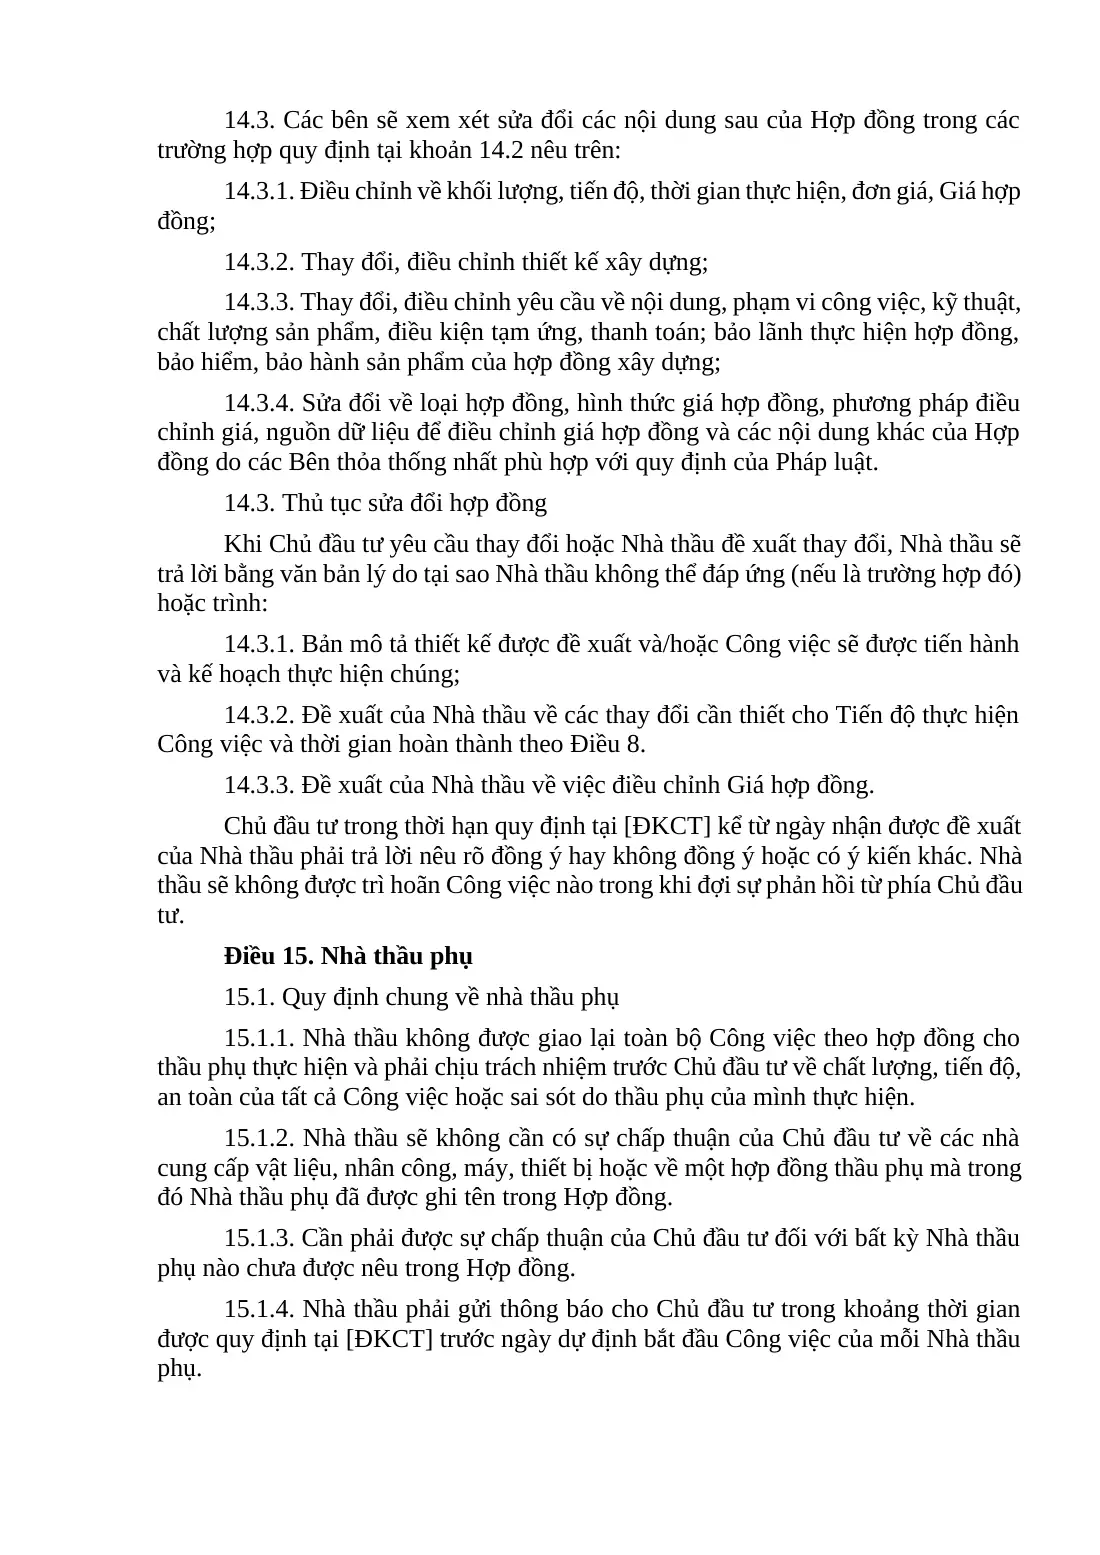 14.3. Các bên sẽ xem xét sửa đổi các nội dung sau của Hợp đồng trong các
trường hợp quy định tại khoản 14.2 nêu trên:
14.3.1. Điều chỉnh về khối lượng, tiến độ, thời gian thực hiện, đơn giá, Giá hợp
đồng;
14.3.2. Thay đổi, điều chỉnh thiết kế xây dựng;
14.3.3. Thay đổi, điều chỉnh yêu cầu về nội dung, phạm vi công việc, kỹ thuật,
chất lượng sản phẩm, điều kiện tạm ứng, thanh toán; bảo lãnh thực hiện hợp đồng,
bảo hiểm, bảo hành sản phẩm của hợp đồng xây dựng;
14.3.4. Sửa đổi về loại hợp đồng, hình thức giá hợp đồng, phương pháp điều
chỉnh giá, nguồn dữ liệu để điều chỉnh giá hợp đồng và các nội dung khác của Hợp
đồng do các Bên thỏa thống nhất phù hợp với quy định của Pháp luật.
14.3. Thủ tục sửa đổi hợp đồng
Khi Chủ đầu tư yêu cầu thay đổi hoặc Nhà thầu đề xuất thay đổi, Nhà thầu sẽ
trả lời bằng văn bản lý do tại sao Nhà thầu không thể đáp ứng (nếu là trường hợp đó)
hoặc trình:
14.3.1. Bản mô tả thiết kế được đề xuất và/hoặc Công việc sẽ được tiến hành
và kế hoạch thực hiện chúng;
14.3.2. Đề xuất của Nhà thầu về các thay đổi cần thiết cho Tiến độ thực hiện
Công việc và thời gian hoàn thành theo Điều 8.
14.3.3. Đề xuất của Nhà thầu về việc điều chỉnh Giá hợp đồng.
Chủ đầu tư trong thời hạn quy định tại [ĐKCT] kể từ ngày nhận được đề xuất
của Nhà thầu phải trả lời nêu rõ đồng ý hay không đồng ý hoặc có ý kiến khác. Nhà
thầu sẽ không được trì hoãn Công việc nào trong khi đợi sự phản hồi từ phía Chủ đầu
tư.
Điều 15. Nhà thầu phụ
15.1. Quy định chung về nhà thầu phụ
15.1.1. Nhà thầu không được giao lại toàn bộ Công việc theo hợp đồng cho
thầu phụ thực hiện và phải chịu trách nhiệm trước Chủ đầu tư về chất lượng, tiến độ,
an toàn của tất cả Công việc hoặc sai sót do thầu phụ của mình thực hiện.
15.1.2. Nhà thầu sẽ không cần có sự chấp thuận của Chủ đầu tư về các nhà
cung cấp vật liệu, nhân công, máy, thiết bị hoặc về một hợp đồng thầu phụ mà trong
đó Nhà thầu phụ đã được ghi tên trong Hợp đồng.
15.1.3. Cần phải được sự chấp thuận của Chủ đầu tư đối với bất kỳ Nhà thầu
phụ nào chưa được nêu trong Hợp đồng.
15.1.4. Nhà thầu phải gửi thông báo cho Chủ đầu tư trong khoảng thời gian
được quy định tại [ĐKCT] trước ngày dự định bắt đầu Công việc của mỗi Nhà thầu
phụ.